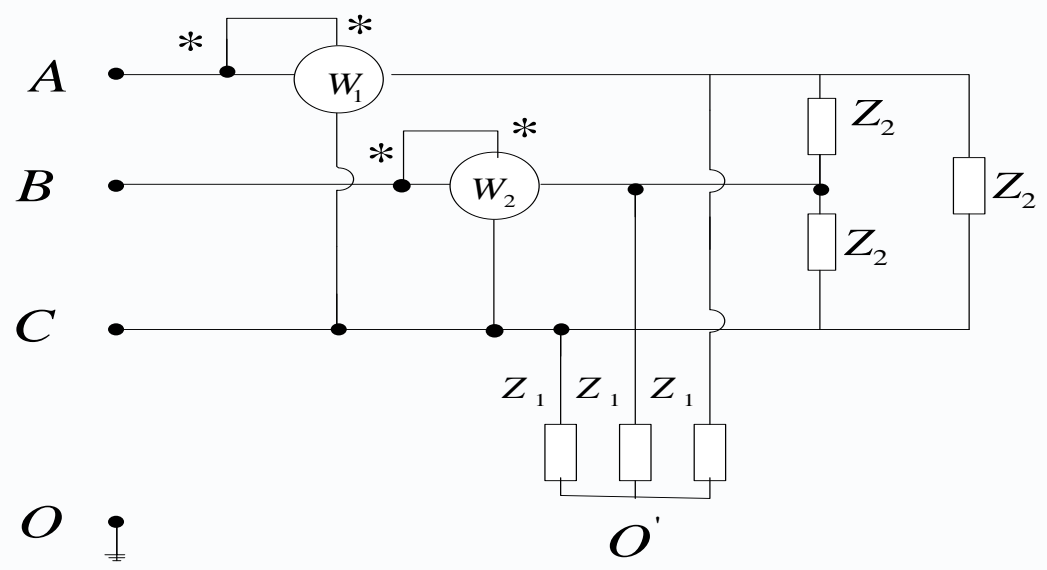 * *
A W₁ Z₂
* *
B W₂ Z₂
Z₂
C
Z₁ Z₁ Z₁
O O'